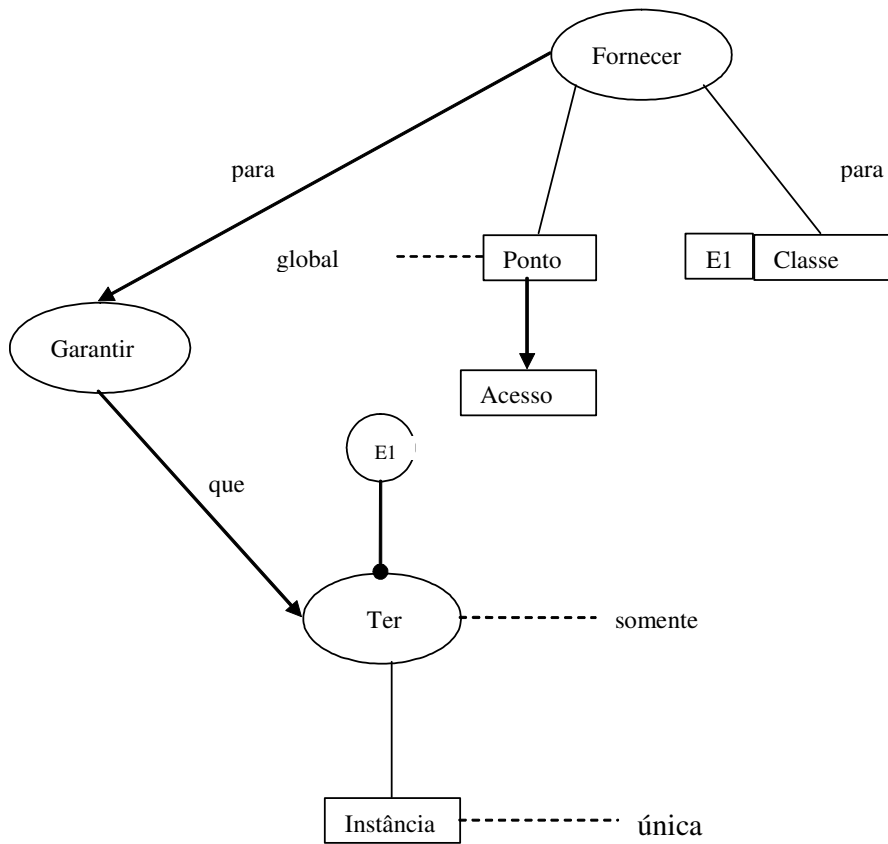 Fornecer
para
para
global
Ponto
E1
Classe
Garantir
Acesso
E1
que
Ter
somente
Instância
única